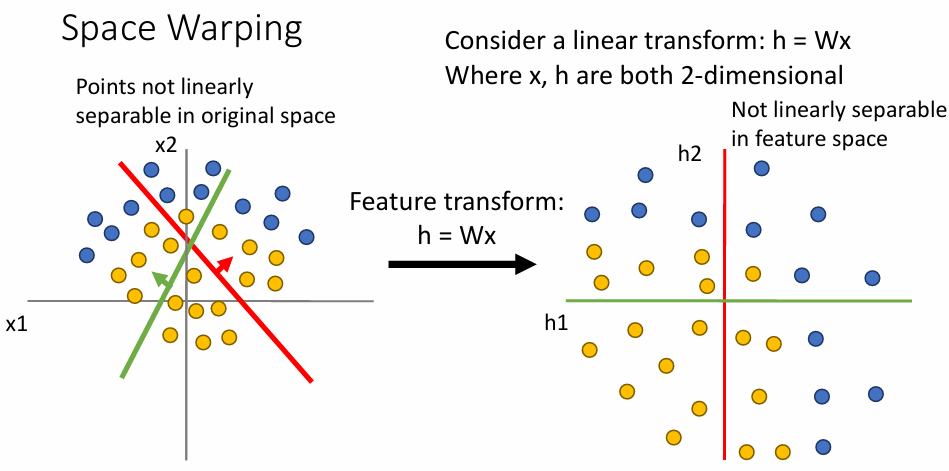 Space Warping
Consider a linear transform: h = Wx
Where x, h are both 2-dimensional
Points not linearly
separable in original space
Not linearly separable
in feature space
x2
h2
Feature transform:
h = Wx
x1
h1